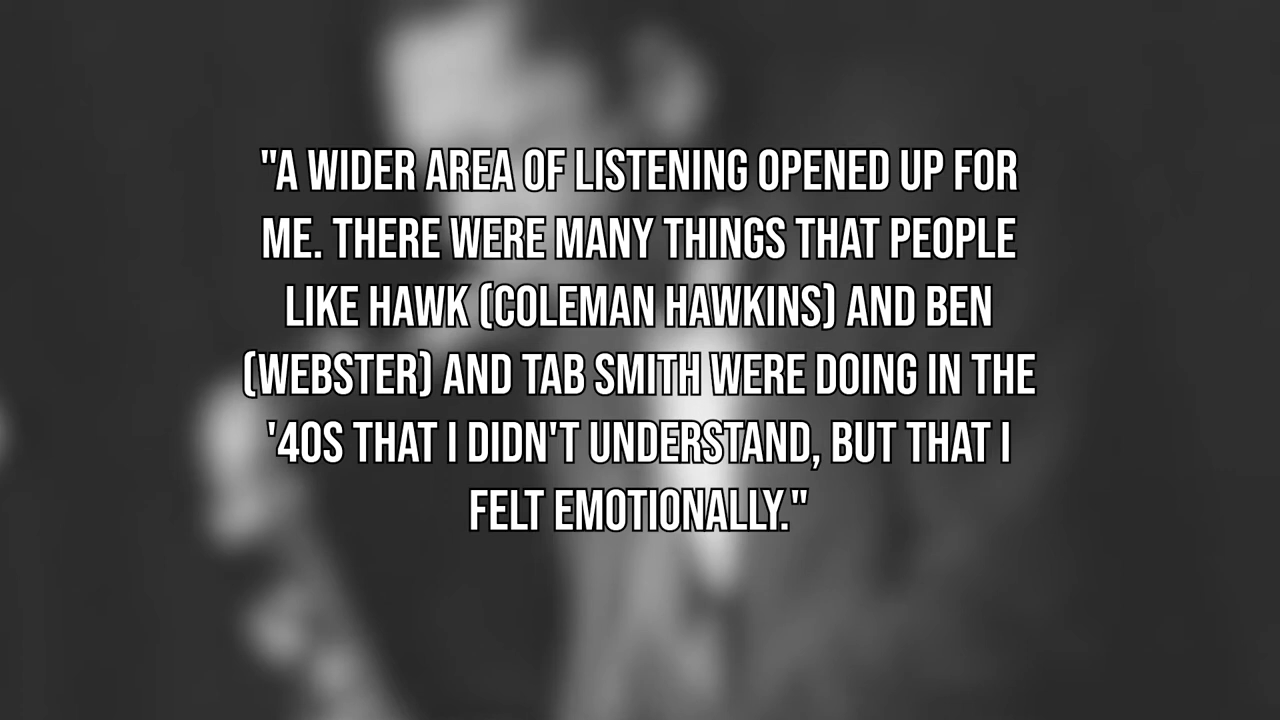 "A WIDER AREA OF LISTENING OPENED UP FOR
ME. THERE WERE MANY THINGS THAT PEOPLE
LIKE HAWK (COLEMAN HAWKINS) AND BEN
(WEBSTER) AND TAB SMITH WERE DOING IN THE
'40S THAT I DIDN'T UNDERSTAND, BUT THAT I
FELT EMOTIONALLY."